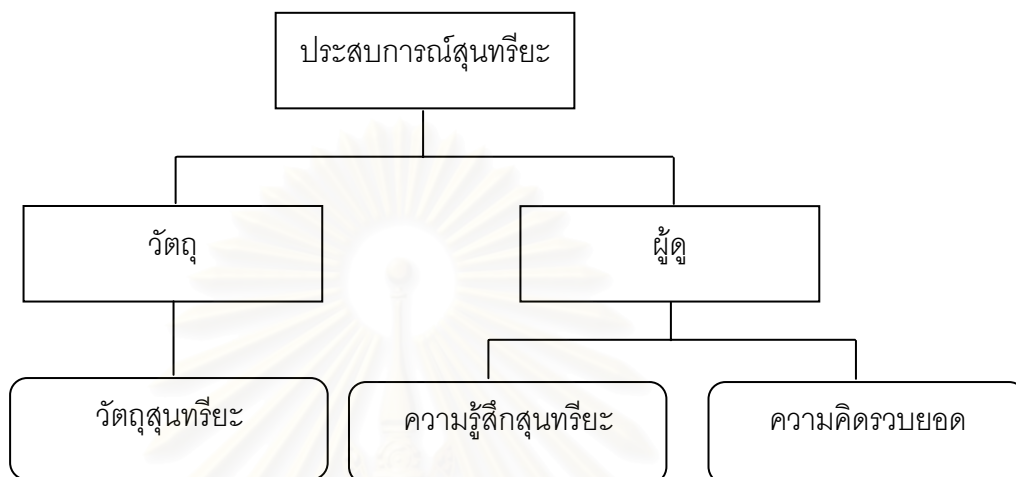 ประสบการณ์สุนทรียะ
วัตถุ
ผู้ดู
วัตถุสุนทรียะ
ความรู้สึกสุนทรียะ
ความคิดรวบยอด